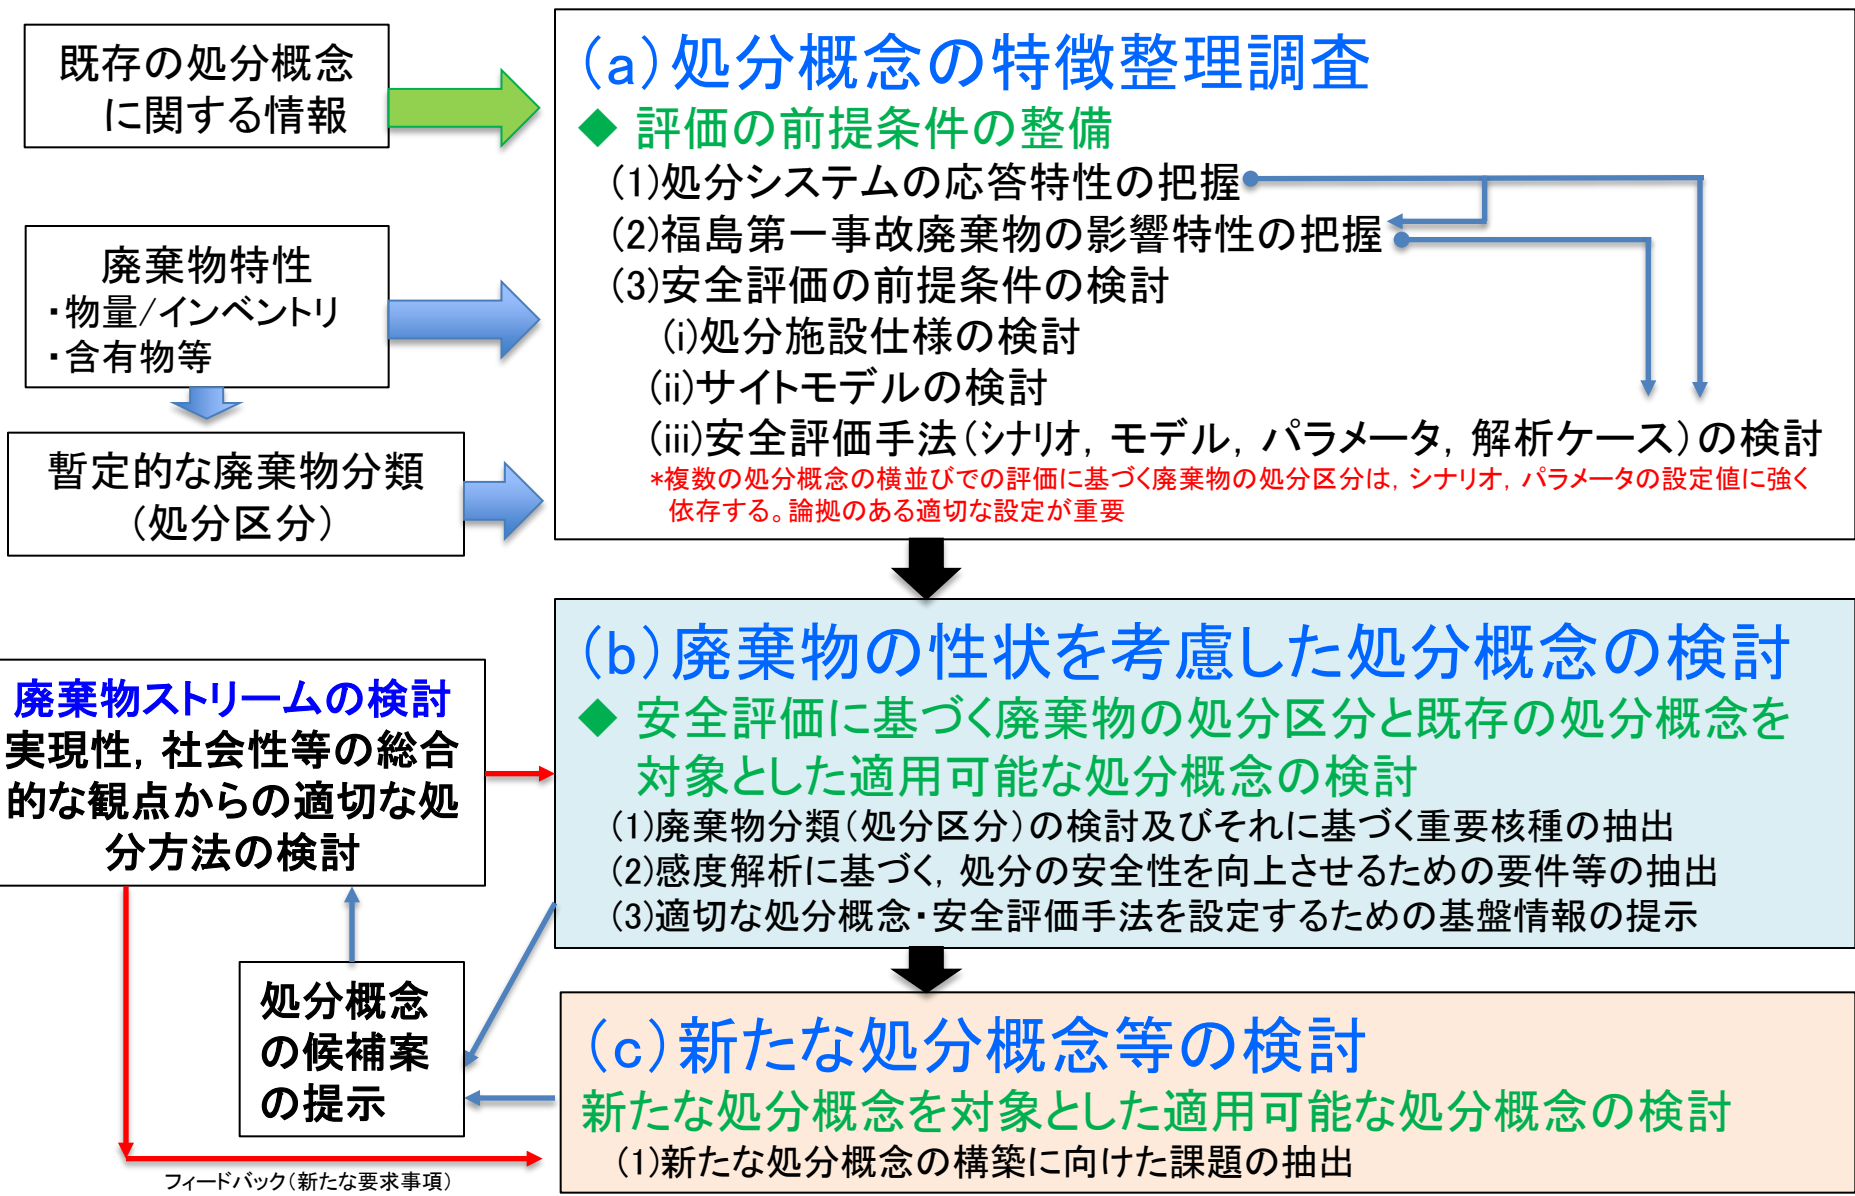 既存の処分概念
に関する情報
廃棄物特性
・物量/インベントリ
・含有物等
暫定的な廃棄物分類
（処分区分）
（a）処分概念の特徴整理調査
◆ 評価の前提条件の整備
(1)処分システムの応答特性の把握
(2)福島第一事故廃棄物の影響特性の把握
(3)安全評価の前提条件の検討
(i)処分施設仕様の検討
(ii)サイトモデルの検討
(iii)安全評価手法（シナリオ，モデル，パラメータ，解析ケース）の検討
*複数の処分概念の横並びでの評価に基づく廃棄物の処分区分は，シナリオ，パラメータの設定値に強く
依存する。論拠のある適切な設定が重要
廃棄物ストリームの検討
実現性，社会性等の総合
的な観点からの適切な処
分方法の検討
（b）廃棄物の性状を考慮した処分概念の検討
◆ 安全評価に基づく廃棄物の処分区分と既存の処分概念を
対象とした適用可能な処分概念の検討
(1)廃棄物分類（処分区分）の検討及びそれに基づく重要核種の抽出
(2)感度解析に基づく，処分の安全性を向上させるための要件等の抽出
(3)適切な処分概念・安全評価手法を設定するための基盤情報の提示
処分概念
の候補案
の提示
（c）新たな処分概念等の検討
新たな処分概念を対象とした適用可能な処分概念の検討
(1)新たな処分概念の構築に向けた課題の抽出
フィードバック（新たな要求事項）